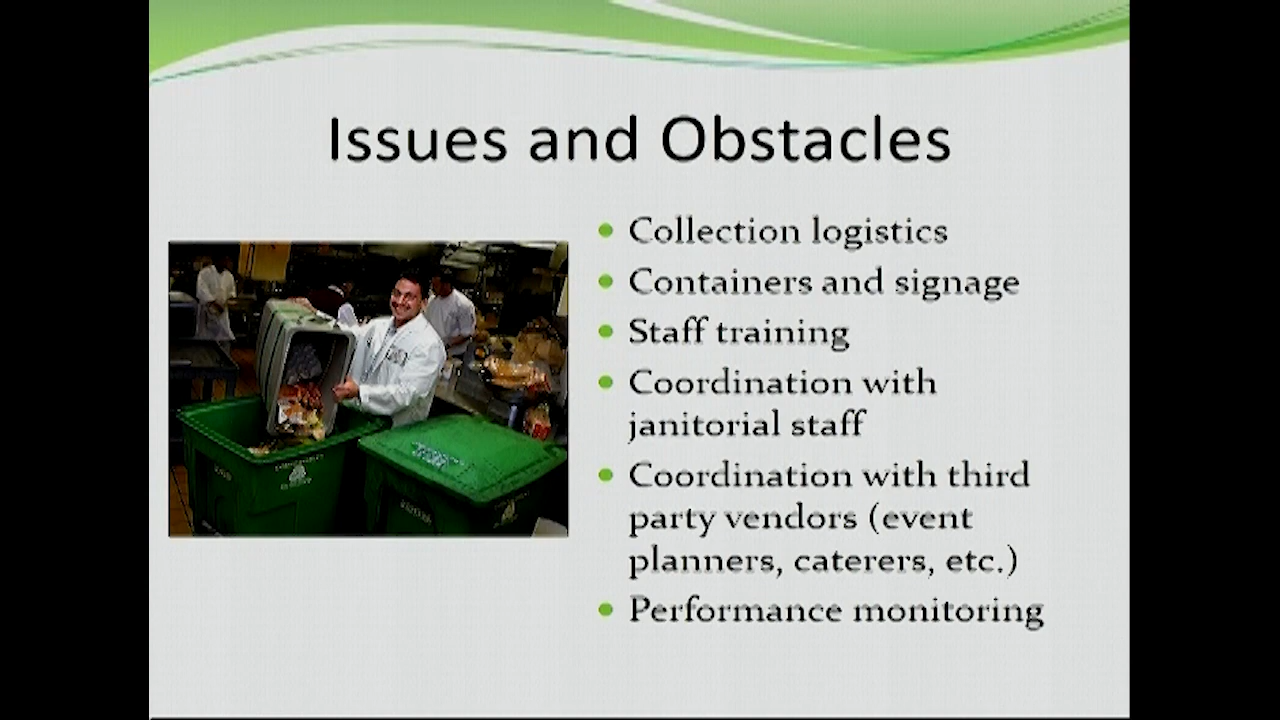 Issues and Obstacles
Collection logistics
Containers and signage
Staff training
Coordination with
janitorial staff
Coordination with third
party vendors (event
planners, caterers, etc.)
Performance monitoring